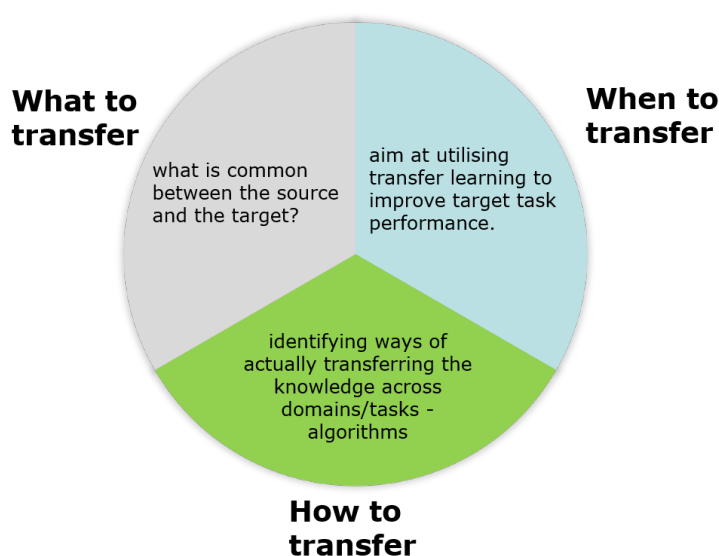 What to
transfer
what is common
between the source
and the target?
When to
transfer
aim at utilising
transfer learning to
improve target task
performance.
identifying ways of
actually transferring the
knowledge across
domains/tasks -
algorithms
How to
transfer